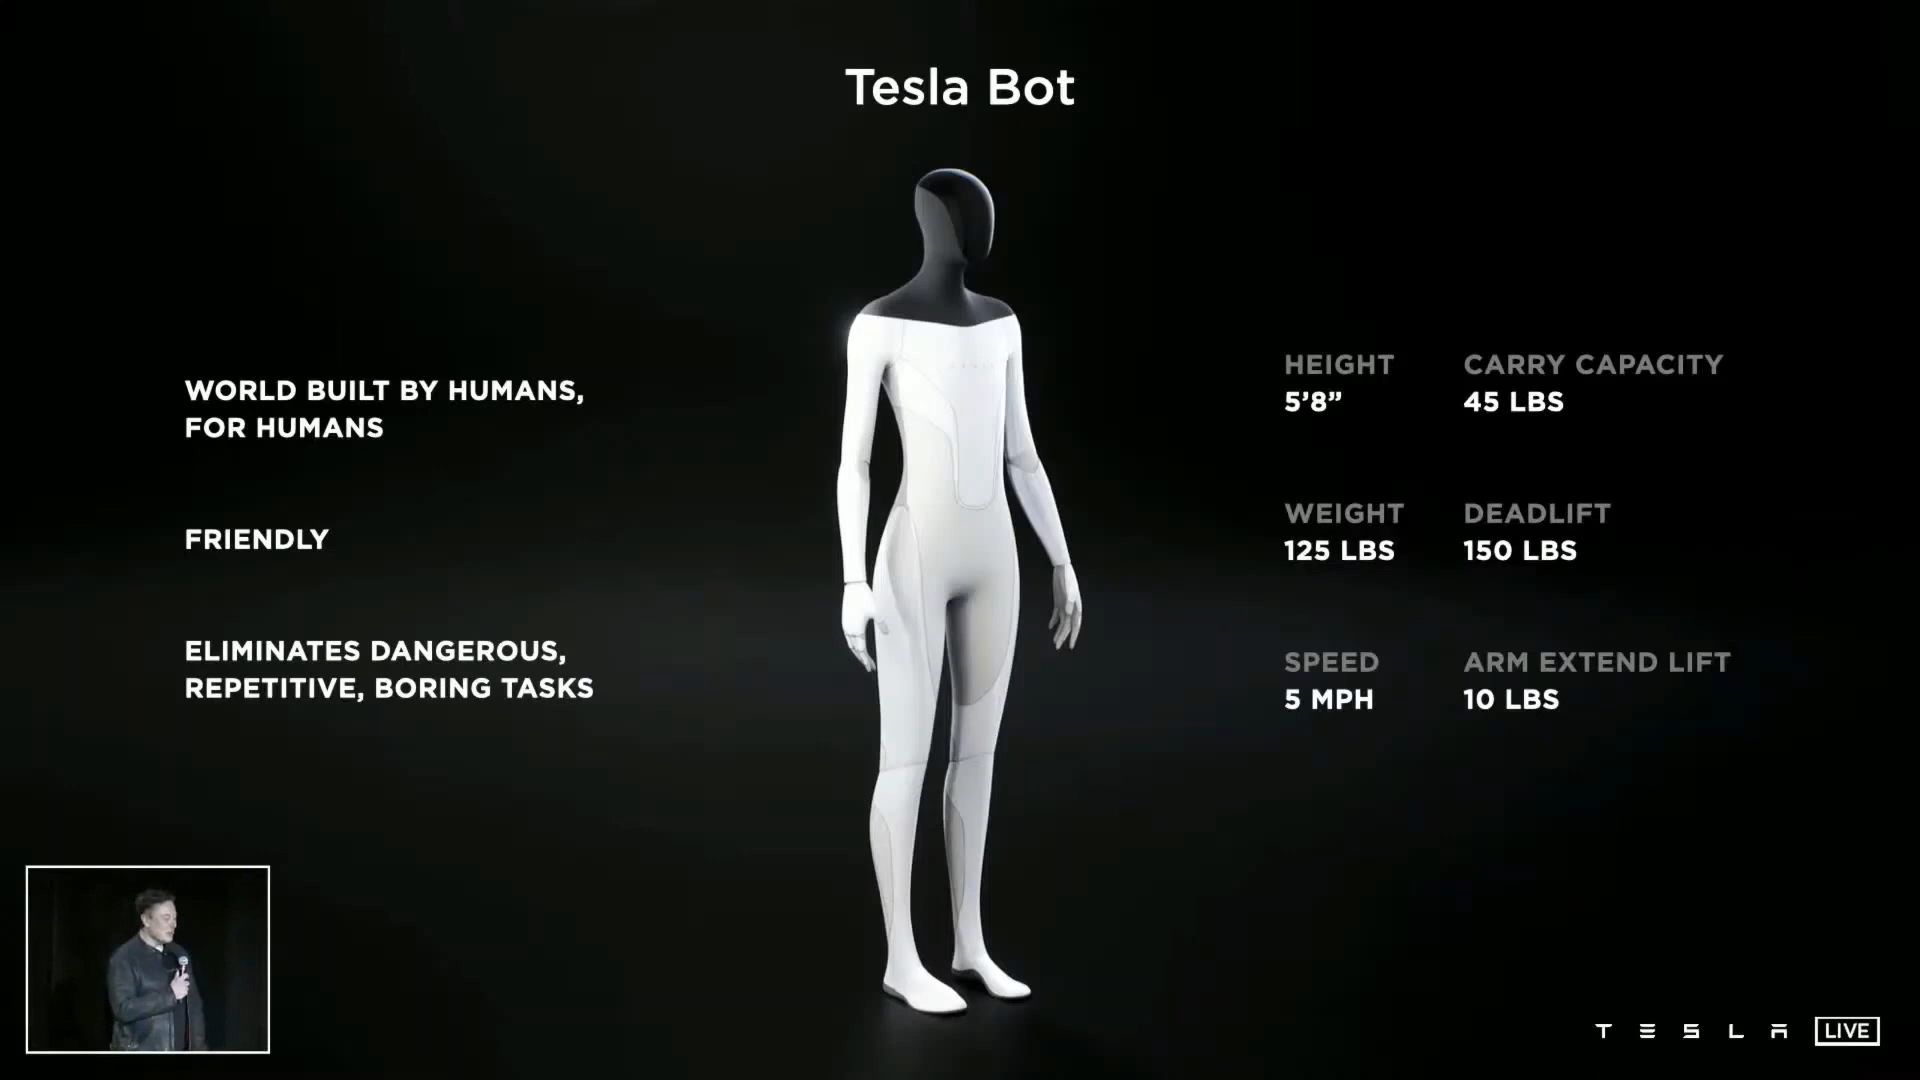 Tesla Bot
WORLD BUILT BY HUMANS,
FOR HUMANS
FRIENDLY
ELIMINATES DANGEROUS,
REPETITIVE, BORING TASKS
HEIGHT
5’8”
CARRY CAPACITY
45 LBS
WEIGHT
125 LBS
DEADLIFT
150 LBS
SPEED
5 MPH
ARM EXTEND LIFT
10 LBS
TESLA LIVE